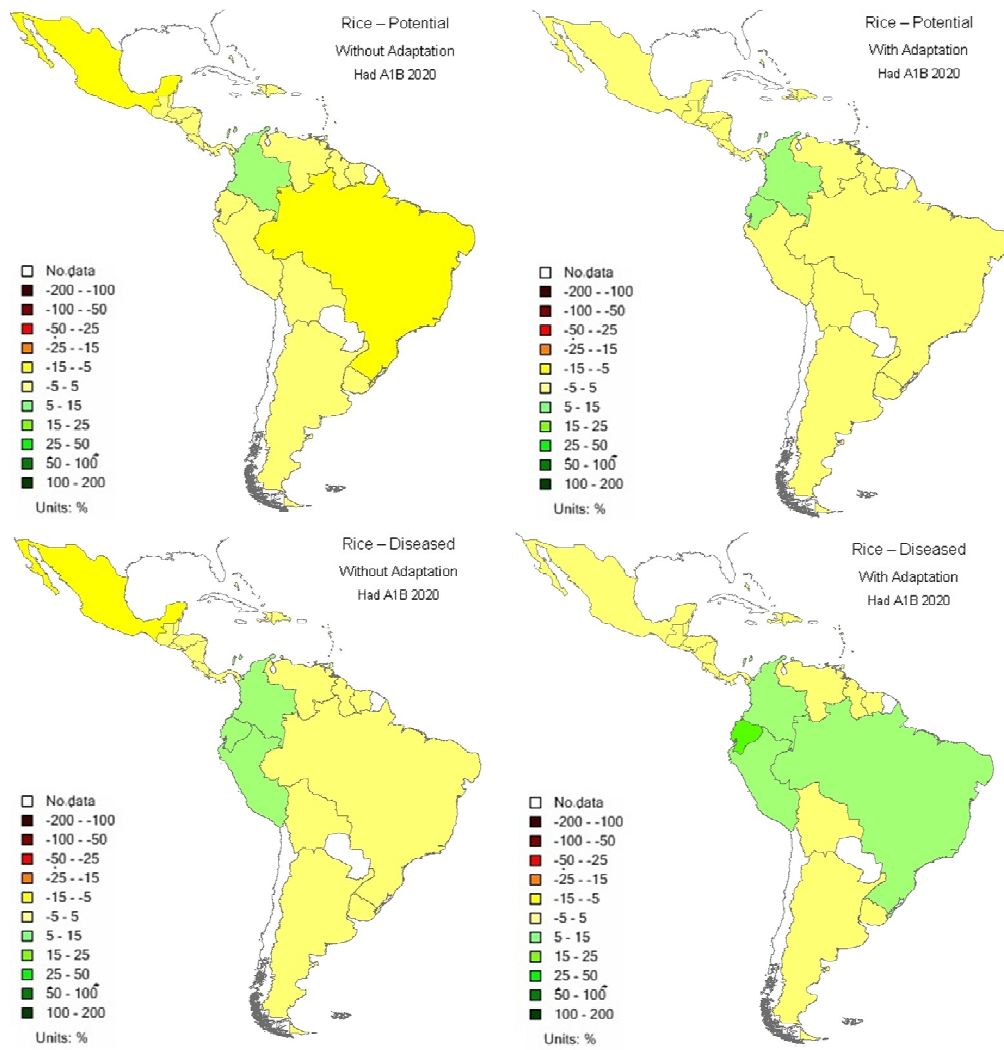 Rice – Potential
Without Adaptation
Had A1B 2020
No.data
-200 - -100
-100 - -50
-50 - -25
-25 - -15
-15 - -5
-5 - 5
5 - 15
15 - 25
25 - 50
50 - 100
100 - 200
Units: %
Rice – Potential
With Adaptation
Had A1B 2020
No.data
-200 - -100
-100 - -50
-50 - -25
-25 - -15
-15 - -5
-5 - 5
5 - 15
15 - 25
25 - 50
50 - 100
100 - 200
Units: %
Rice – Diseased
Without Adaptation
Had A1B 2020
No.data
-200 - -100
-100 - -50
-50 - -25
-25 - -15
-15 - -5
-5 - 5
5 - 15
15 - 25
25 - 50
50 - 100
100 - 200
Units: %
Rice – Diseased
With Adaptation
Had A1B 2020
No.data
-200 - -100
-100 - -50
-50 - -25
-25 - -15
-15 - -5
-5 - 5
5 - 15
15 - 25
25 - 50
50 - 100
100 - 200
Units: %